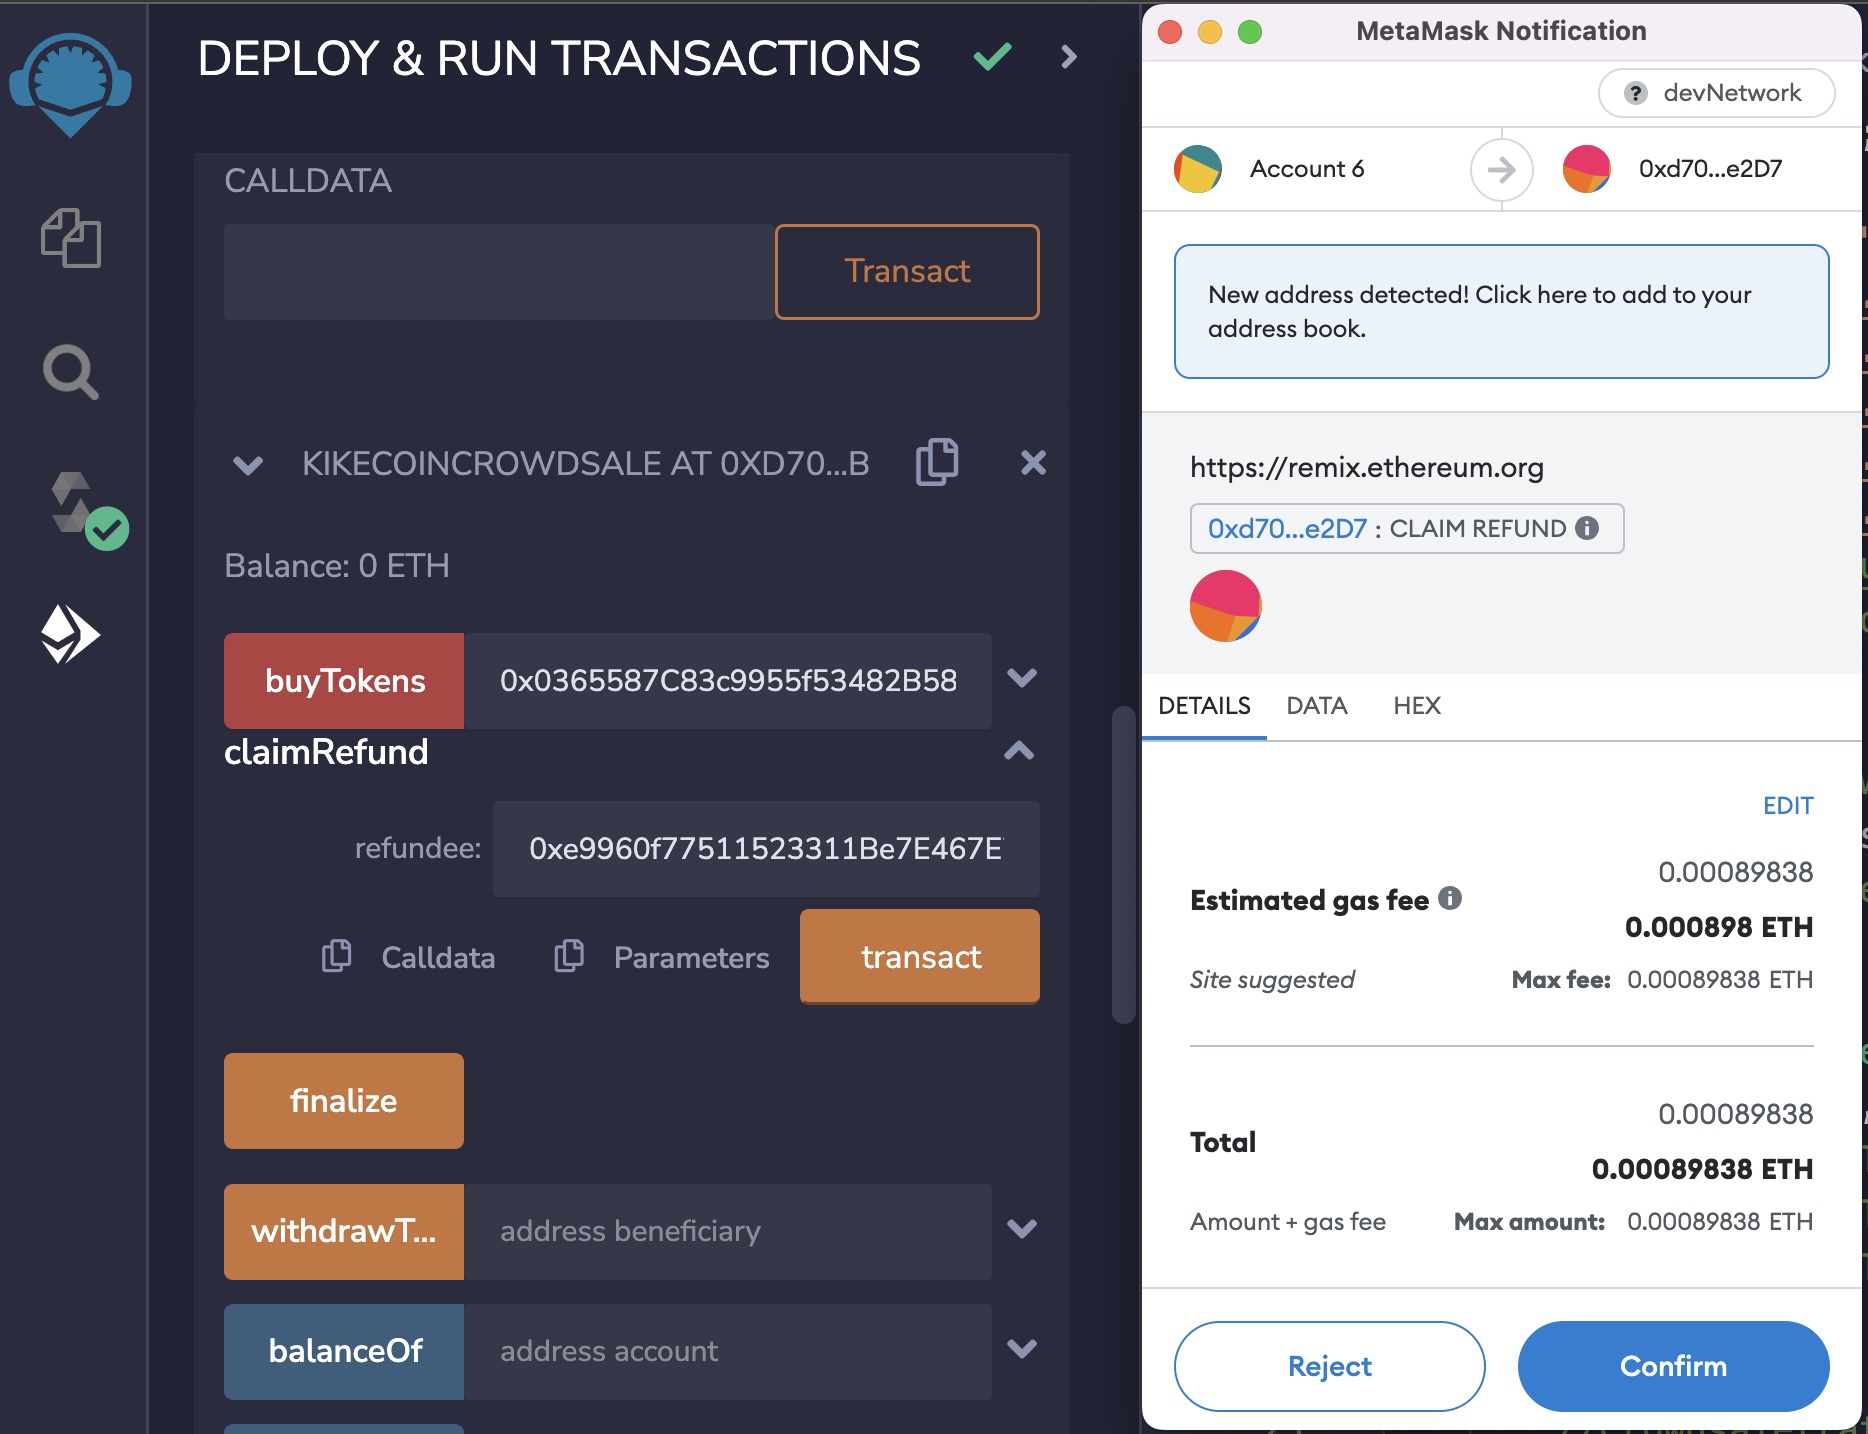 DEPLOY & RUN TRANSACTIONS
CALLDATA
Transact
KIKECOINCROWDSALE AT 0XD70...B
Balance: 0 ETH
buyTokens
0x0365587C83c9955f53482B58
claimRefund
refundee:
0xe9960f77511523311Be7E467E
Calldata
Parameters
transact
finalize
withdrawT...
address beneficiary
balanceOf
address account
MetaMask Notification
? devNetwork
Account 6
0xd70...e2D7
New address detected! Click here to add to your
address book.
https://remix.ethereum.org
0xd70...e2D7 : CLAIM REFUND
DETAILS
DATA
HEX
EDIT
0.00089838
Estimated gas fee
0.000898 ETH
Site suggested
Max fee: 0.00089838 ETH
0.00089838
Total
0.00089838 ETH
Amount + gas fee
Max amount: 0.00089838 ETH
Reject
Confirm